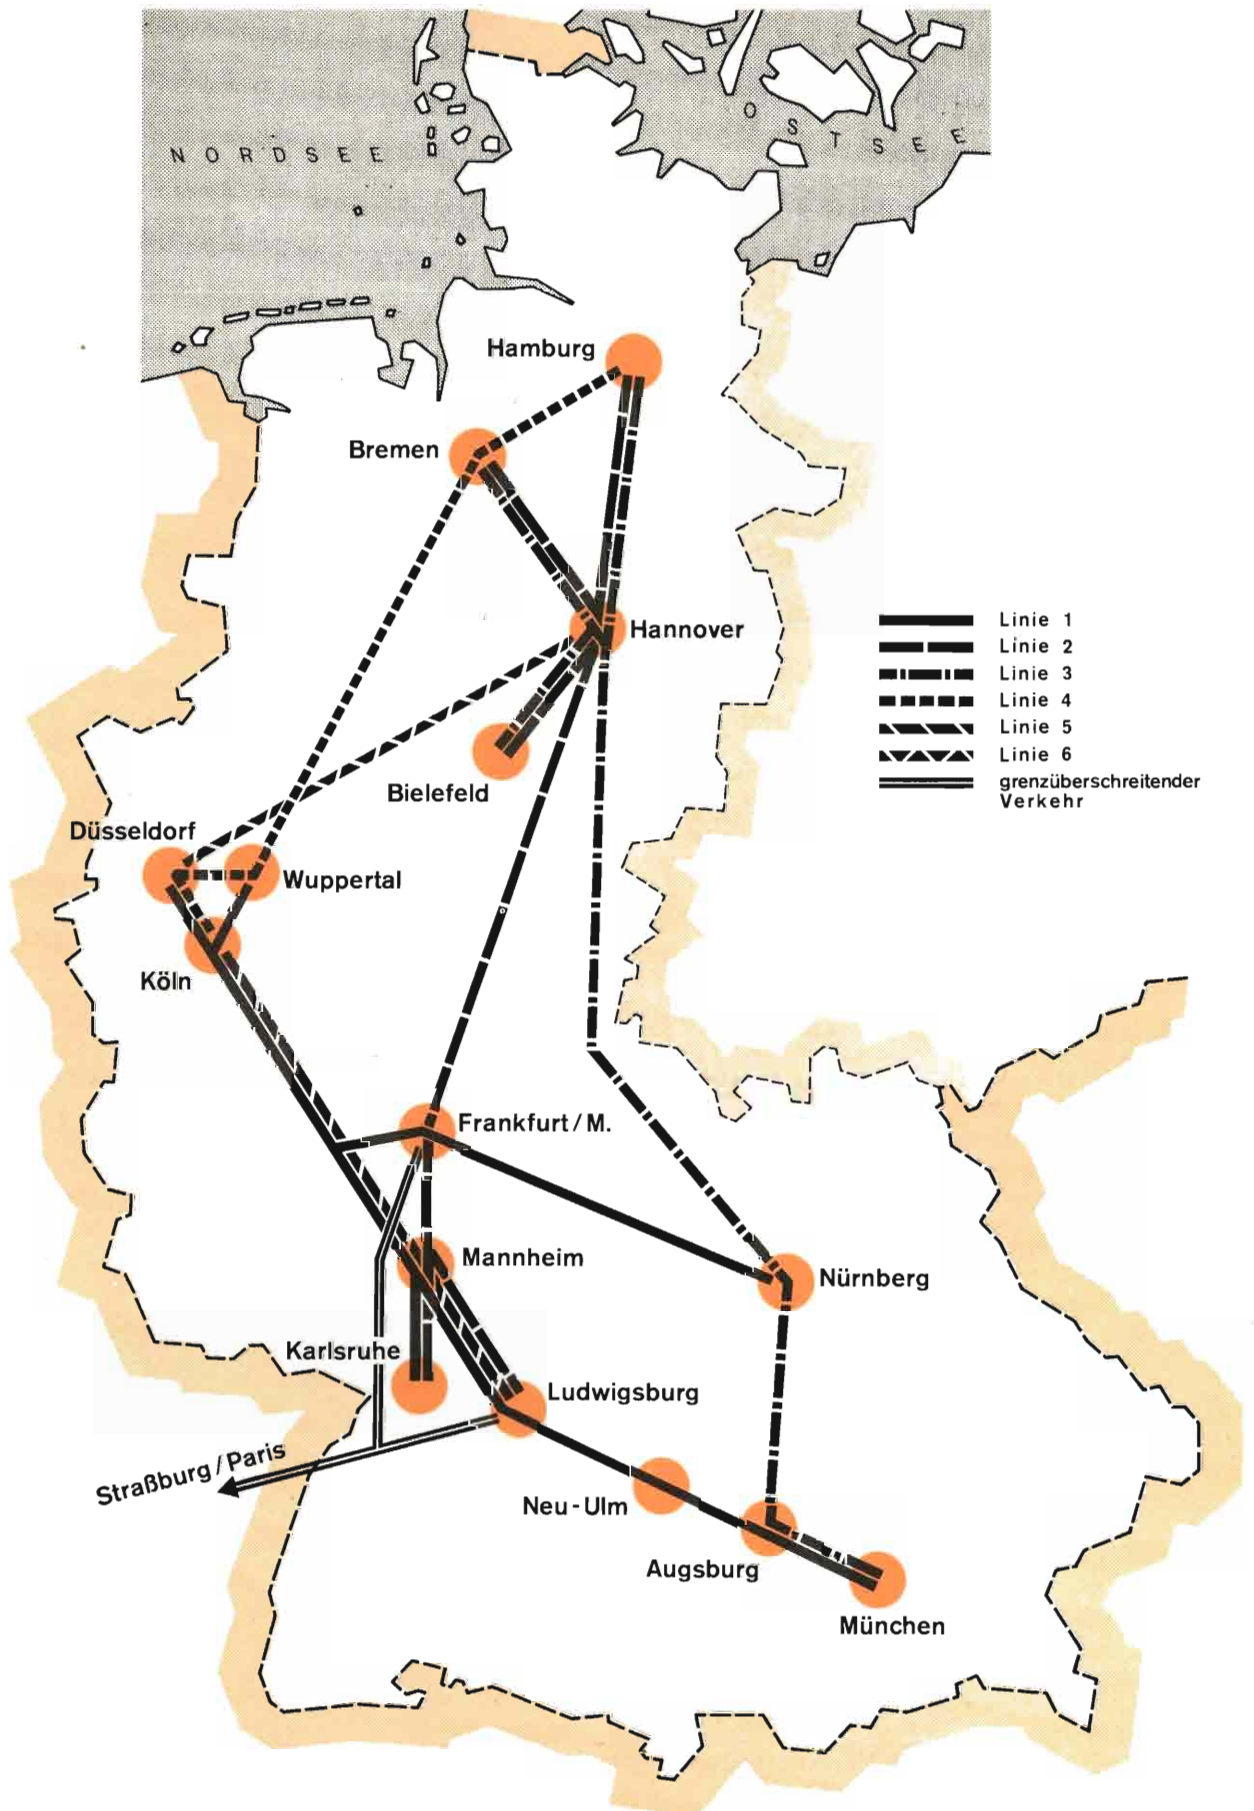 NORDSEE
OSTSEE
Hamburg
Bremen
Hannover
Linie 1
Linie 2
Linie 3
Linie 4
Linie 5
Linie 6
grenzüberschreitender
Verkehr
Bielefeld
Düsseldorf
Wuppertal
Köln
Frankfurt/M.
Mannheim
Nürnberg
Karlsruhe
Ludwigsburg
Straßburg/Paris
Neu-Ulm
Augsburg
München